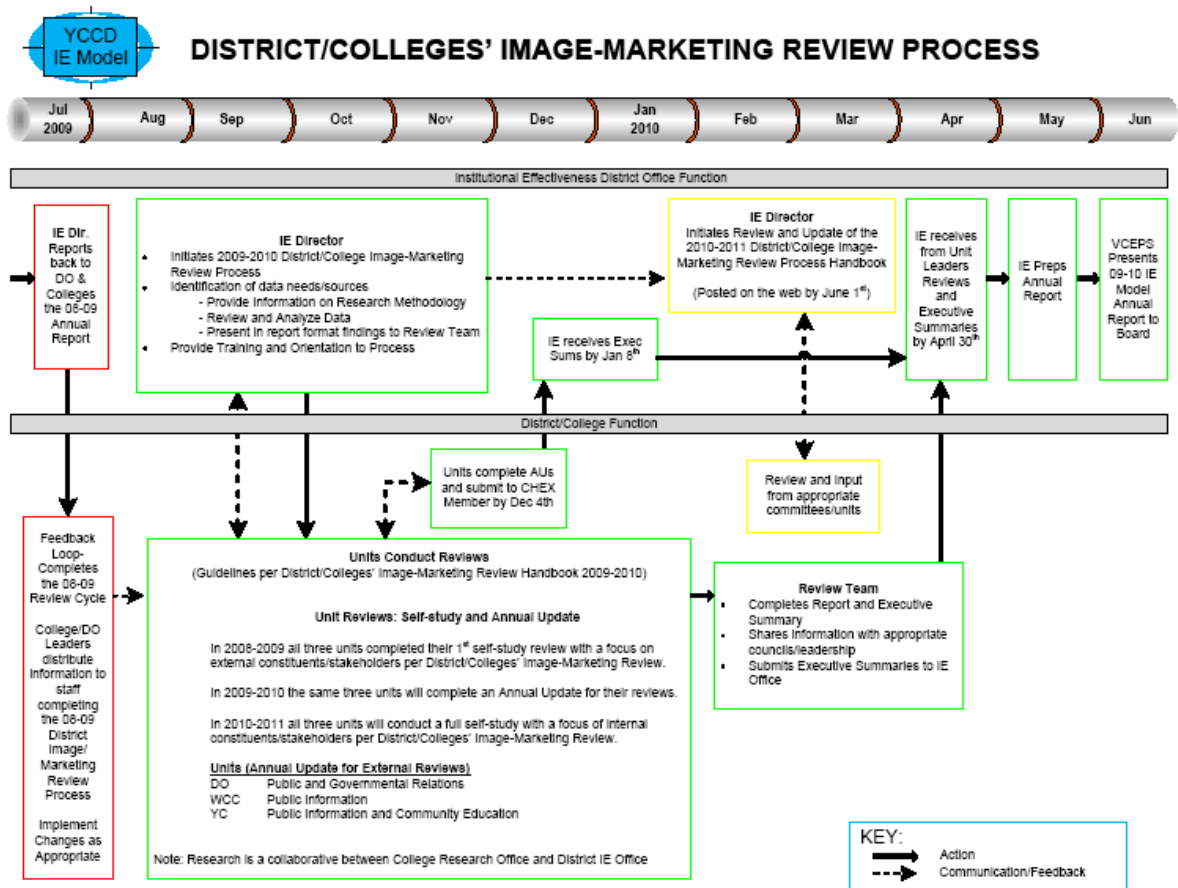 YCCD
IE Model
DISTRICT/COLLEGES' IMAGE-MARKETING REVIEW PROCESS
Jul
2009
Aug
Sep
Oct
Nov
Dec
Jan
2010
Feb
Mar
Apr
May
Jun
Institutional Effectiveness District Office Function
IE Dir.
Reports
back to
DO &
Colleges
the 08-09
Annual
Report
IE Director
• Initiates 2009-2010 District/College Image-Marketing
Review Process
• Identification of data needs/sources
- Provide Information on Research Methodology
- Review and Analyze Data
- Present in report format findings to Review Team
• Provide Training and Orientation to Process
IE Director
Initiates Review and Update of the
2010-2011 District/College Image-
Marketing Review Process Handbook
(Posted on the web by June 1st)
IE receives Exec
Sums by Jan 8th
IE receives
from Unit
Leaders
Reviews
and
Executive
Summaries
by April 30th
IE Preps
Annual
Report
VCEPS
Presents
09-10 IE
Model
Annual
Report to
Board
District/College Function
Units complete AUs
and submit to CHEX
Member by Dec 4th
Review and Input
from appropriate
committees/units
Feedback
Loop-
Completes
the 08-09
Review Cycle
College/DO
Leaders
distribute
Information to
staff
completing
the 08-09
District
Image/
Marketing
Review
Process
Implement
Changes as
Appropriate
Units Conduct Reviews
(Guidelines per District/Colleges' Image-Marketing Review Handbook 2009-2010)
Unit Reviews: Self-study and Annual Update
In 2008-2009 all three units completed their 1st self-study review with a focus on
external constituents/stakeholders per District/Colleges' Image-Marketing Review.
In 2009-2010 the same three units will complete an Annual Update for their reviews.
In 2010-2011 all three units will conduct a full self-study with a focus of internal
constituents/stakeholders per District/Colleges' Image-Marketing Review.
Units (Annual Update for External Reviews)
DO Public and Governmental Relations
WCC Public Information
YC Public Information and Community Education
Note: Research is a collaborative between College Research Office and District IE Office
Review Team
• Completes Report and Executive
Summary
• Shares information with appropriate
councils/leadership
• Submits Executive Summaries to IE
Office
KEY:
Action
Communication/Feedback